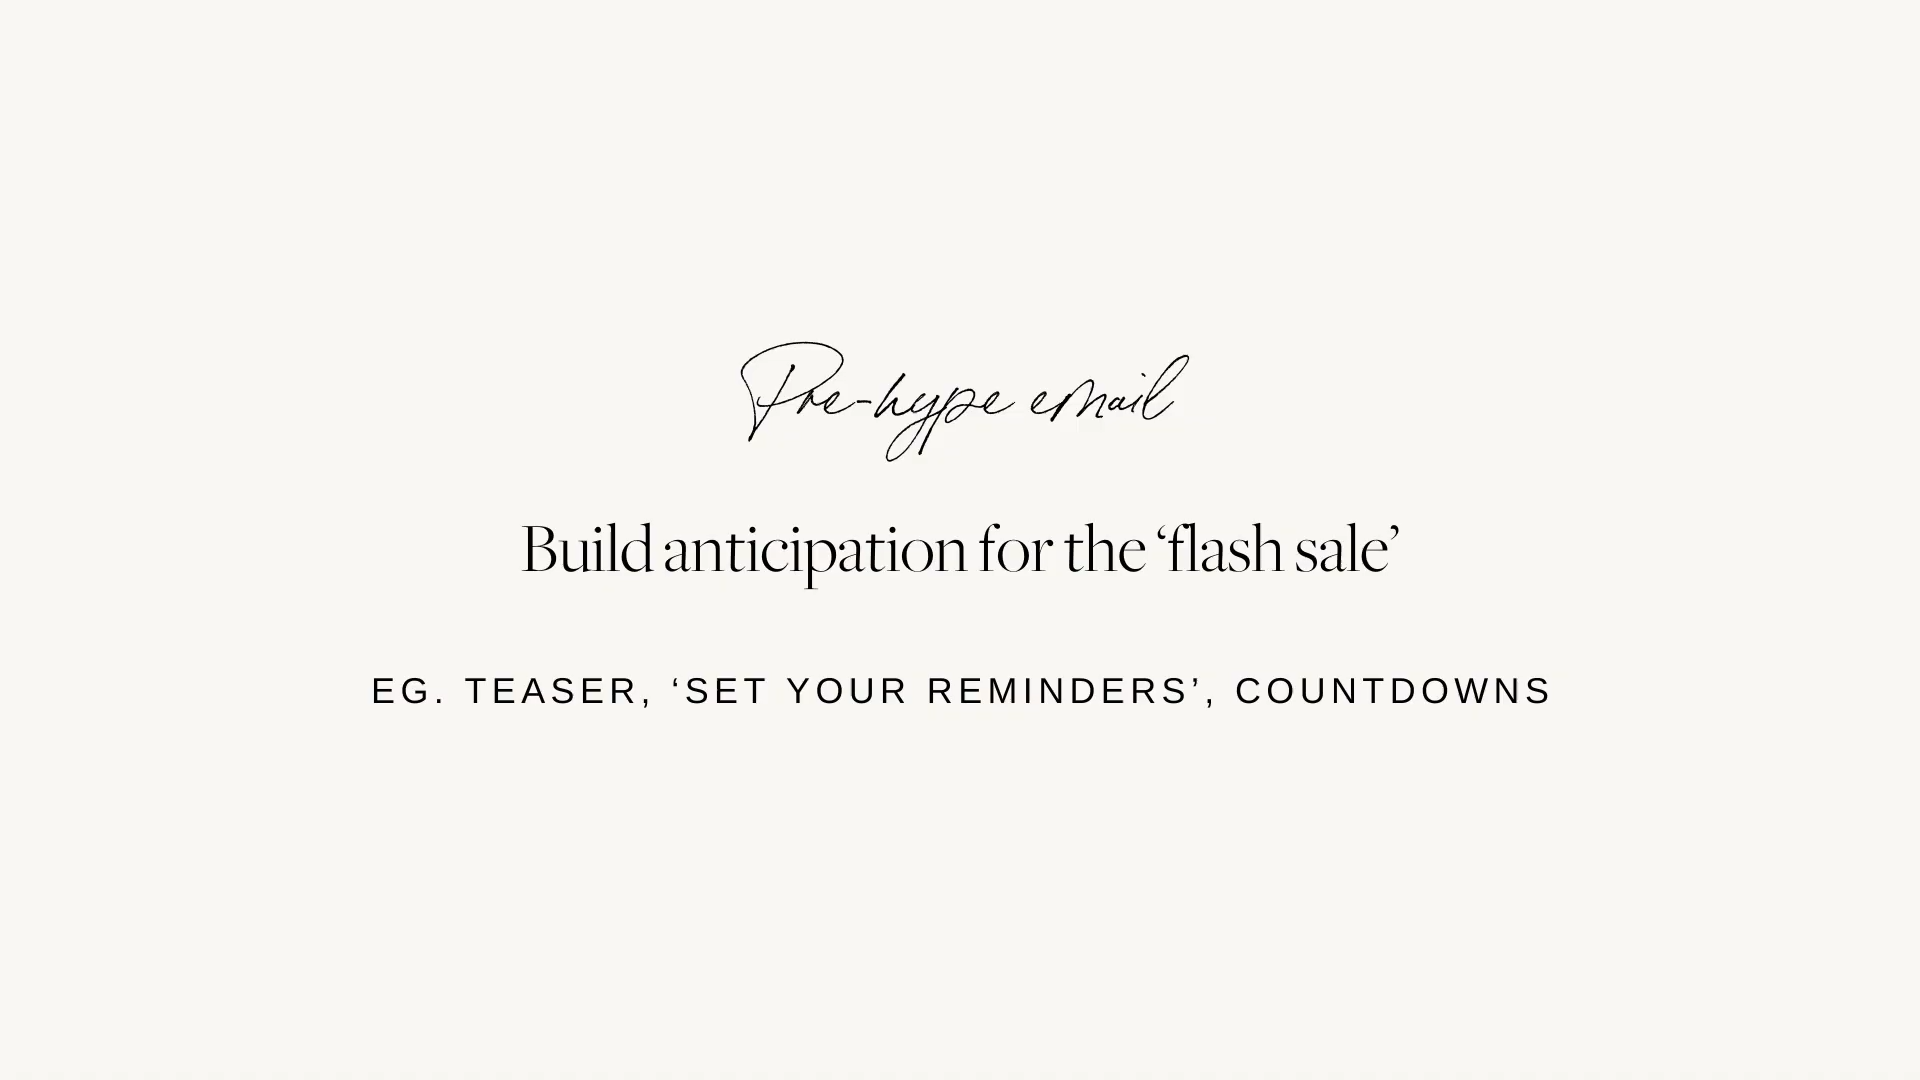 Pre-hype email
Build anticipation for the ‘flash sale’
EG. TEASER, ‘SET YOUR REMINDERS’, COUNTDOWNS